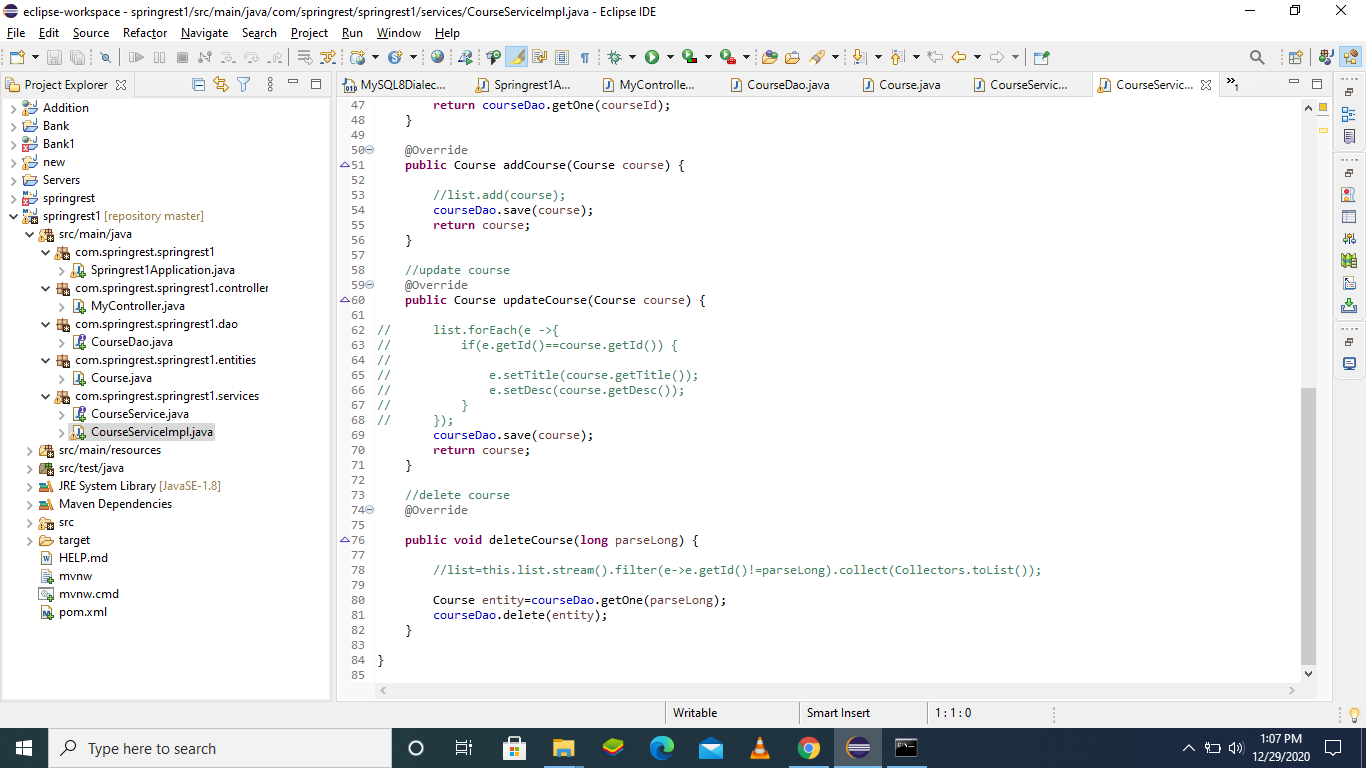 eclipse-workspace - springrest1/src/main/java/com/springrest/springrest1/services/CourseServiceImpl.java - Eclipse IDE
File Edit Source Refactor Navigate Search Project Run Window Help
Project Explorer
Addition
Bank
Bank1
new
Servers
springrest
springrest1 [repository master]
src/main/java
com.springrest.springrest1
Springrest1Application.java
com.springrest.springrest1.controller
MyController.java
com.springrest.springrest1.dao
CourseDao.java
com.springrest.springrest1.entities
Course.java
com.springrest.springrest1.services
CourseService.java
CourseServiceImpl.java
src/main/resources
src/test/java
JRE System Library [JavaSE-1.8]
Maven Dependencies
src
target
HELP.md
mvnw
mvnw.cmd
pom.xml
MySQL8Dialec... Springrest1A... MyControlle... CourseDao.java Course.java CourseServic... CourseServic... »1
47 return courseDao.getOne(courseId);
48 }
49
50 @Override
51 public Course addCourse(Course course) {
52
53 //list.add(course);
54 courseDao.save(course);
55 return course;
56 }
57
58 //update course
59 @Override
60 public Course updateCourse(Course course) {
61
62 // list.forEach(e ->{
63 // if(e.getId()==course.getId()) {
64 //
65 // e.setTitle(course.getTitle());
66 // e.setDesc(course.getDesc());
67 // }
68 // });
69 courseDao.save(course);
70 return course;
71 }
72
73 //delete course
74 @Override
75
76 public void deleteCourse(long parseLong) {
77
78 //list=this.list.stream().filter(e->e.getId()!=parseLong).collect(Collectors.toList());
79
80 Course entity=courseDao.getOne(parseLong);
81 courseDao.delete(entity);
82 }
83
84 }
85
Writable Smart Insert 1 : 1 : 0
Type here to search
1:07 PM
12/29/2020